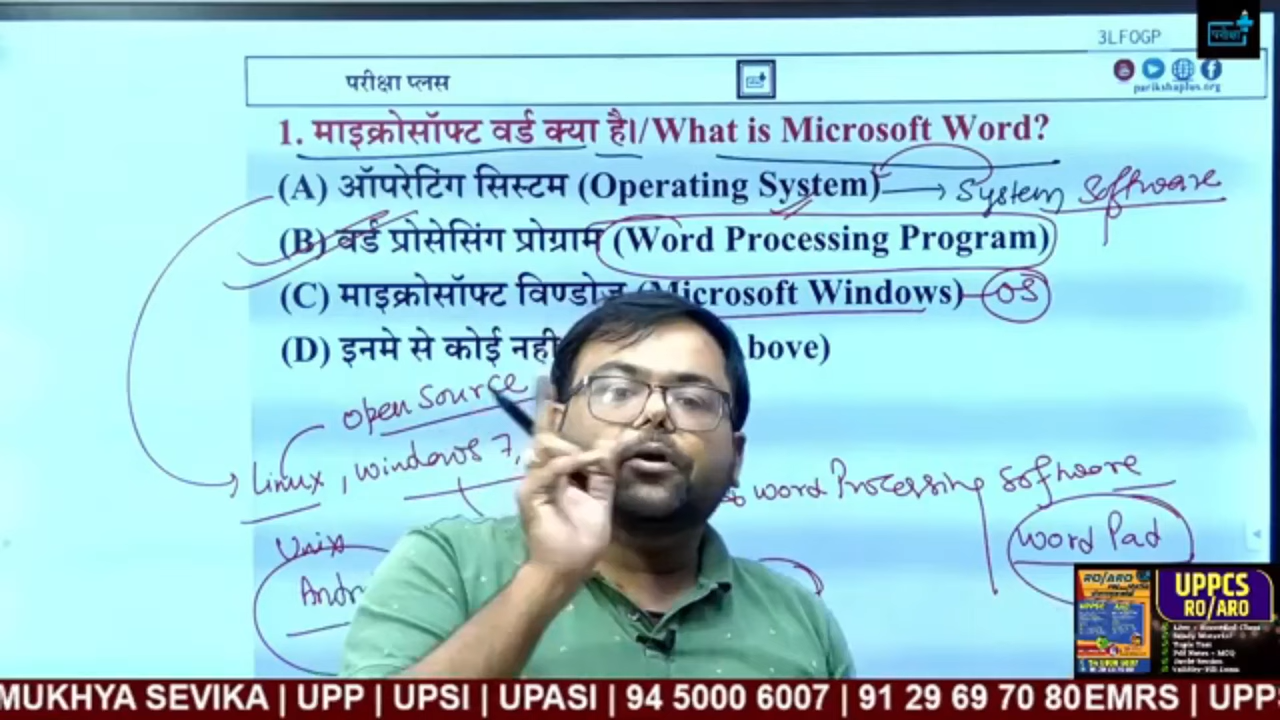 3LFOGP
परीक्षा
परीक्षा प्लस
parikshaplus.org
1. माइक्रोसॉफ्ट वर्ड क्या है।/What is Microsoft Word?
(A) ऑपरेटिंग सिस्टम (Operating System) → System Software
(B) वर्ड प्रोसेसिंग प्रोग्राम (Word Processing Program)
(C) माइक्रोसॉफ्ट विण्डोज (Microsoft Windows) OS
(D) इनमे से कोई नही bove)
open source
Linux, windows 7, word Processing Software
Unix
Andr
word Pad
RO/ARO
UPPCS
RO/ARO
MUKHYA SEVIKA | UPP | UPSI | UPASI | 94 5000 6007 | 91 29 69 70 80 EMRS | UPP